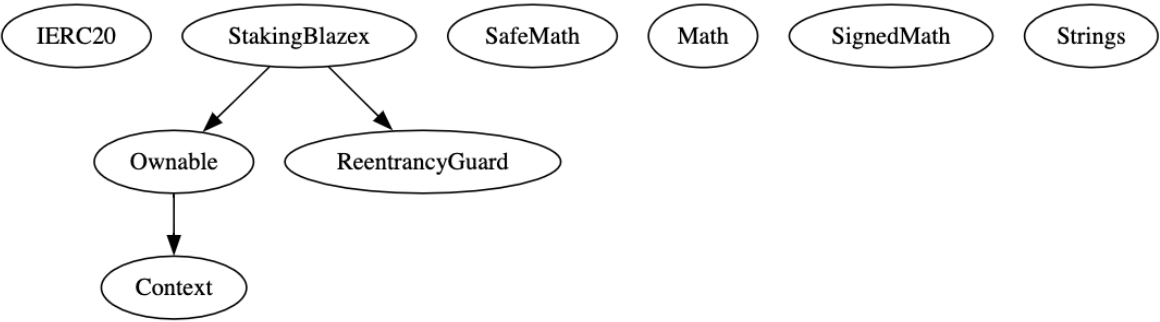 IERC20
StakingBlazex
SafeMath
Math
SignedMath
Strings
Ownable
ReentrancyGuard
Context